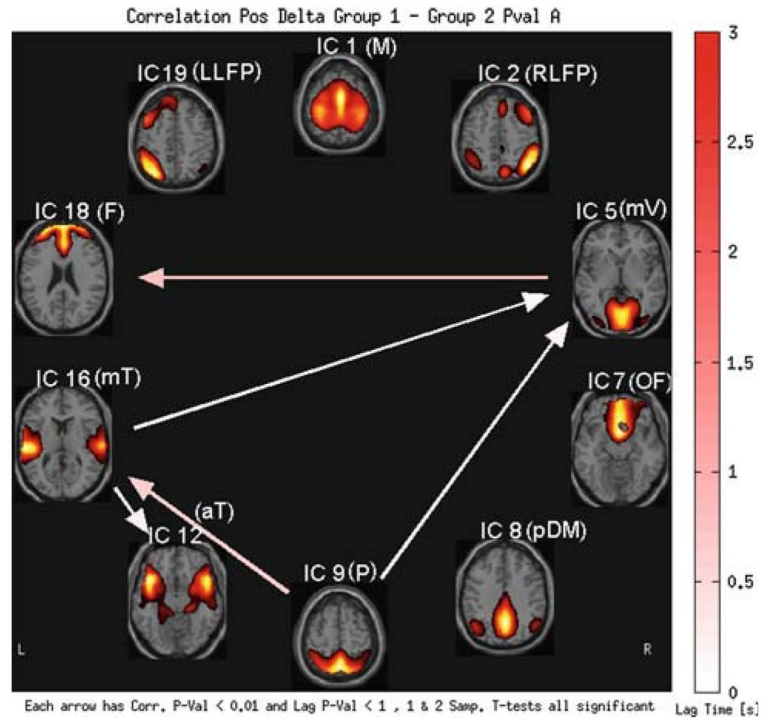 Correlation Pos Delta Group 1 - Group 2 Pval A
IC 1 (M)
IC 19 (LLFP)
IC 2 (RLFP)
IC 18 (F)
IC 5 (mV)
IC 16 (mT)
IC 7 (OF)
(aT)
IC 12
IC 9 (P)
IC 8 (pDM)
L
R
3
2.5
2
1.5
1
0.5
0
Each arrow has Corr. P-Val < 0.01 and Lag P-Val < 1 , 1 & 2 Samp. T-tests all significant
Lag Time [s]